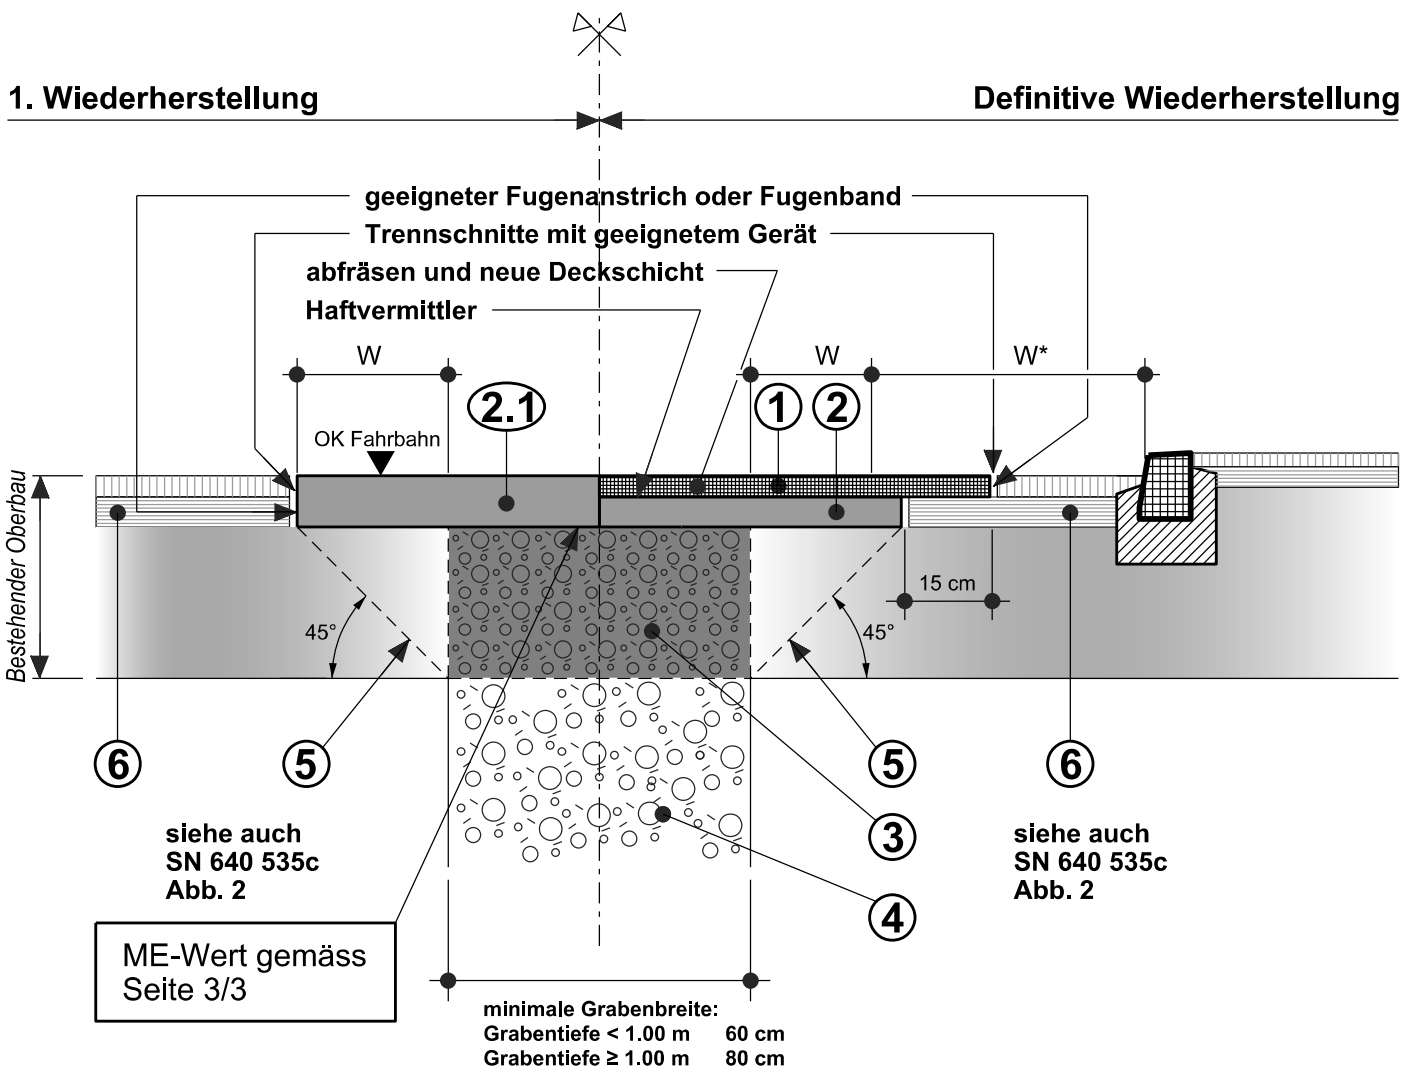 1. Wiederherstellung
Definitive Wiederherstellung
geeigneter Fugenanstrich oder Fugenband
Trennschnitte mit geeignetem Gerät
abfräsen und neue Deckschicht
Haftvermittler
W
W
W*
2.1
1
2
OK Fahrbahn
Bestehender Oberbau
6
6
15 cm
45°
45°
6
5
5
6
3
4
siehe auch
SN 640 535c
Abb. 2
siehe auch
SN 640 535c
Abb. 2
ME-Wert gemäss
Seite 3/3
minimale Grabenbreite:
Grabentiefe < 1.00 m 60 cm
Grabentiefe ≥ 1.00 m 80 cm